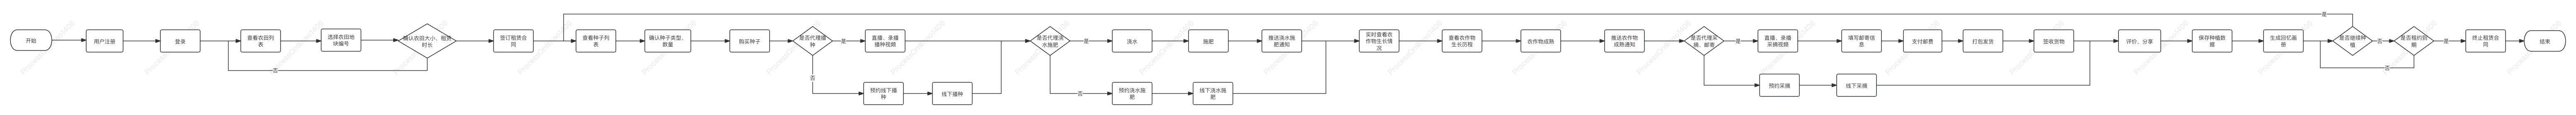 开始
用户注册
登录
查看农田列
表
选择农田地
块编号
确认农田大小、租赁
时长
否
签订租赁合
同
查看种子列
表
确认种子类型、
数量
购买种子
是否代理播
种
是
直播、录播
播种视频
否
预约线下播
种
线下播种
是否代理浇
水施肥
是
浇水
施肥
推送浇水施
肥通知
否
预约浇水施
肥
线下浇水施
肥
实时查看农
作物生长情
况
查看农作物
生长历程
农作物成熟
推送农作物
成熟通知
是否代理采
摘、邮寄
是
直播、录播
采摘视频
填写邮寄信
息
支付邮费
打包发货
签收货物
否
预约采摘
线下采摘
评价、分享
保存种植数
据
生成回忆画
册
是否继续种
植
是
否
是否租约到
期
是
否
终止租赁合
同
结束